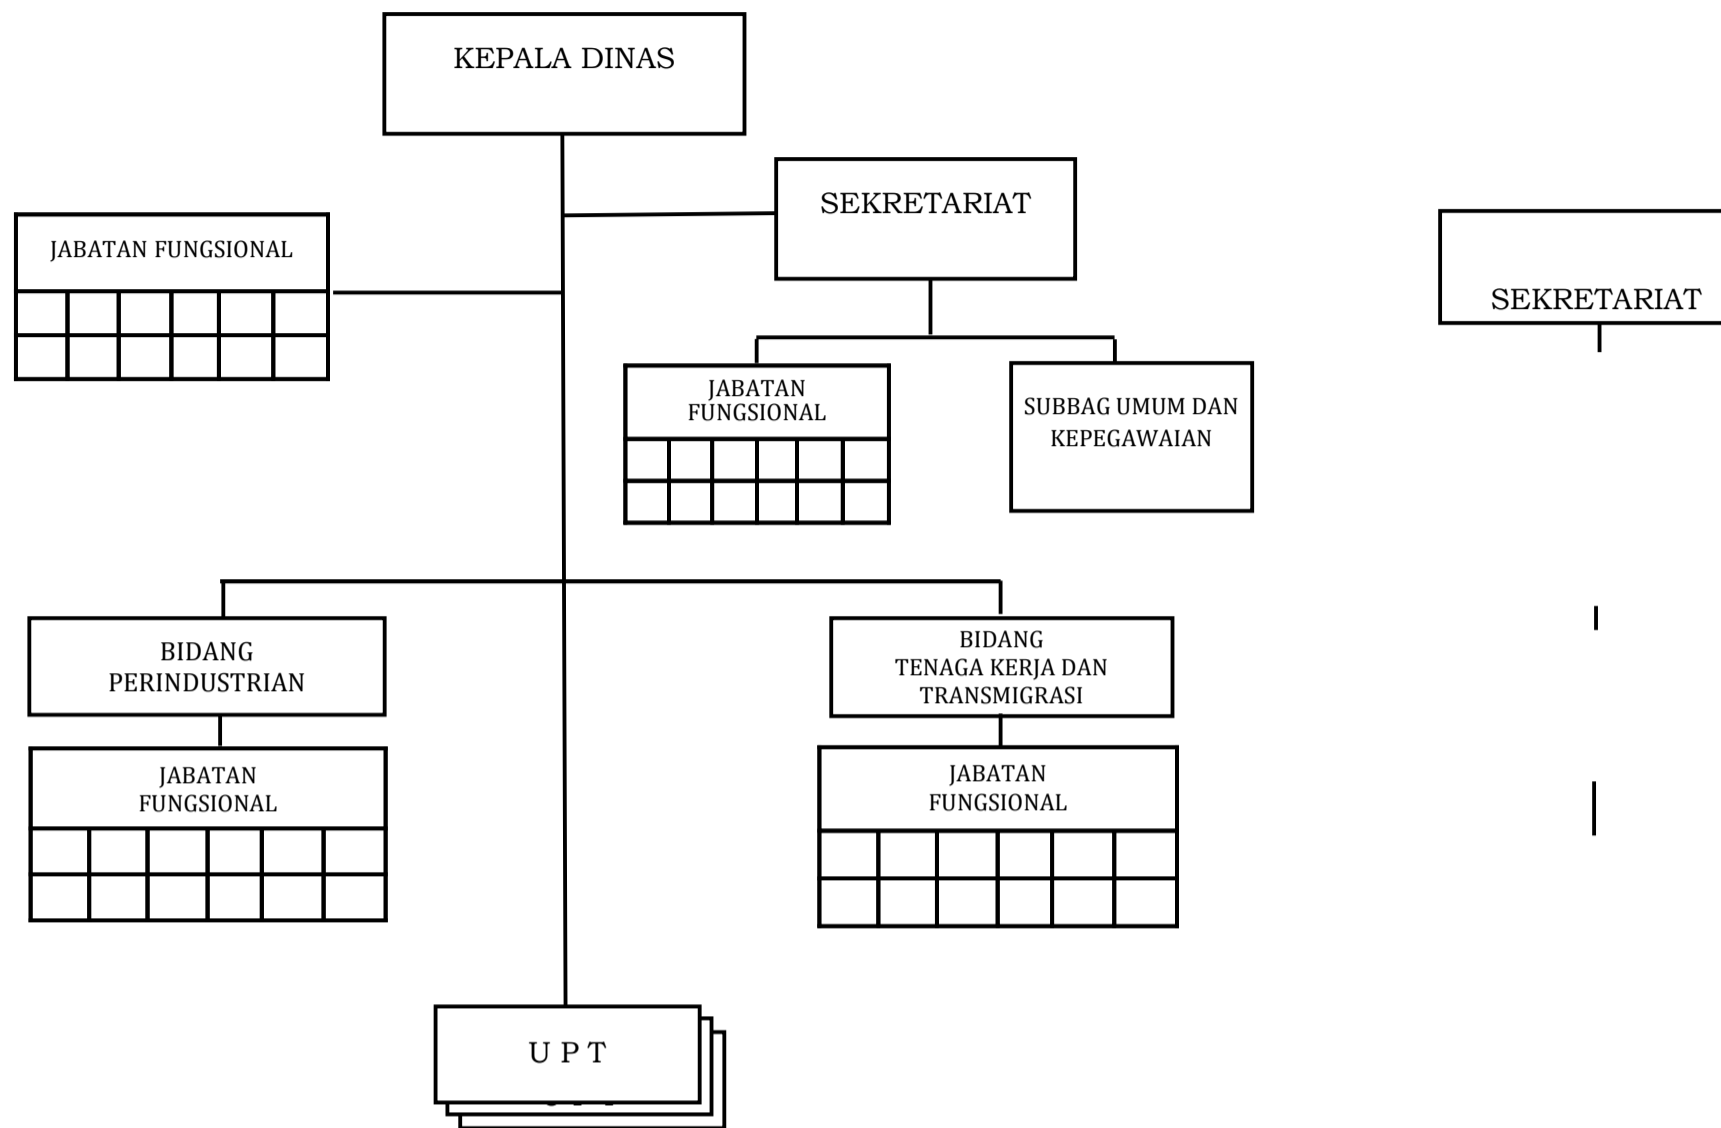 KEPALA DINAS
SEKRETARIAT
JABATAN FUNGSIONAL
SEKRETARIAT
JABATAN
FUNGSIONAL
SUBBAG UMUM DAN
KEPEGAWAIAN
BIDANG
PERINDUSTRIAN
BIDANG
TENAGA KERJA DAN
TRANSMIGRASI
JABATAN
FUNGSIONAL
JABATAN
FUNGSIONAL
U P T